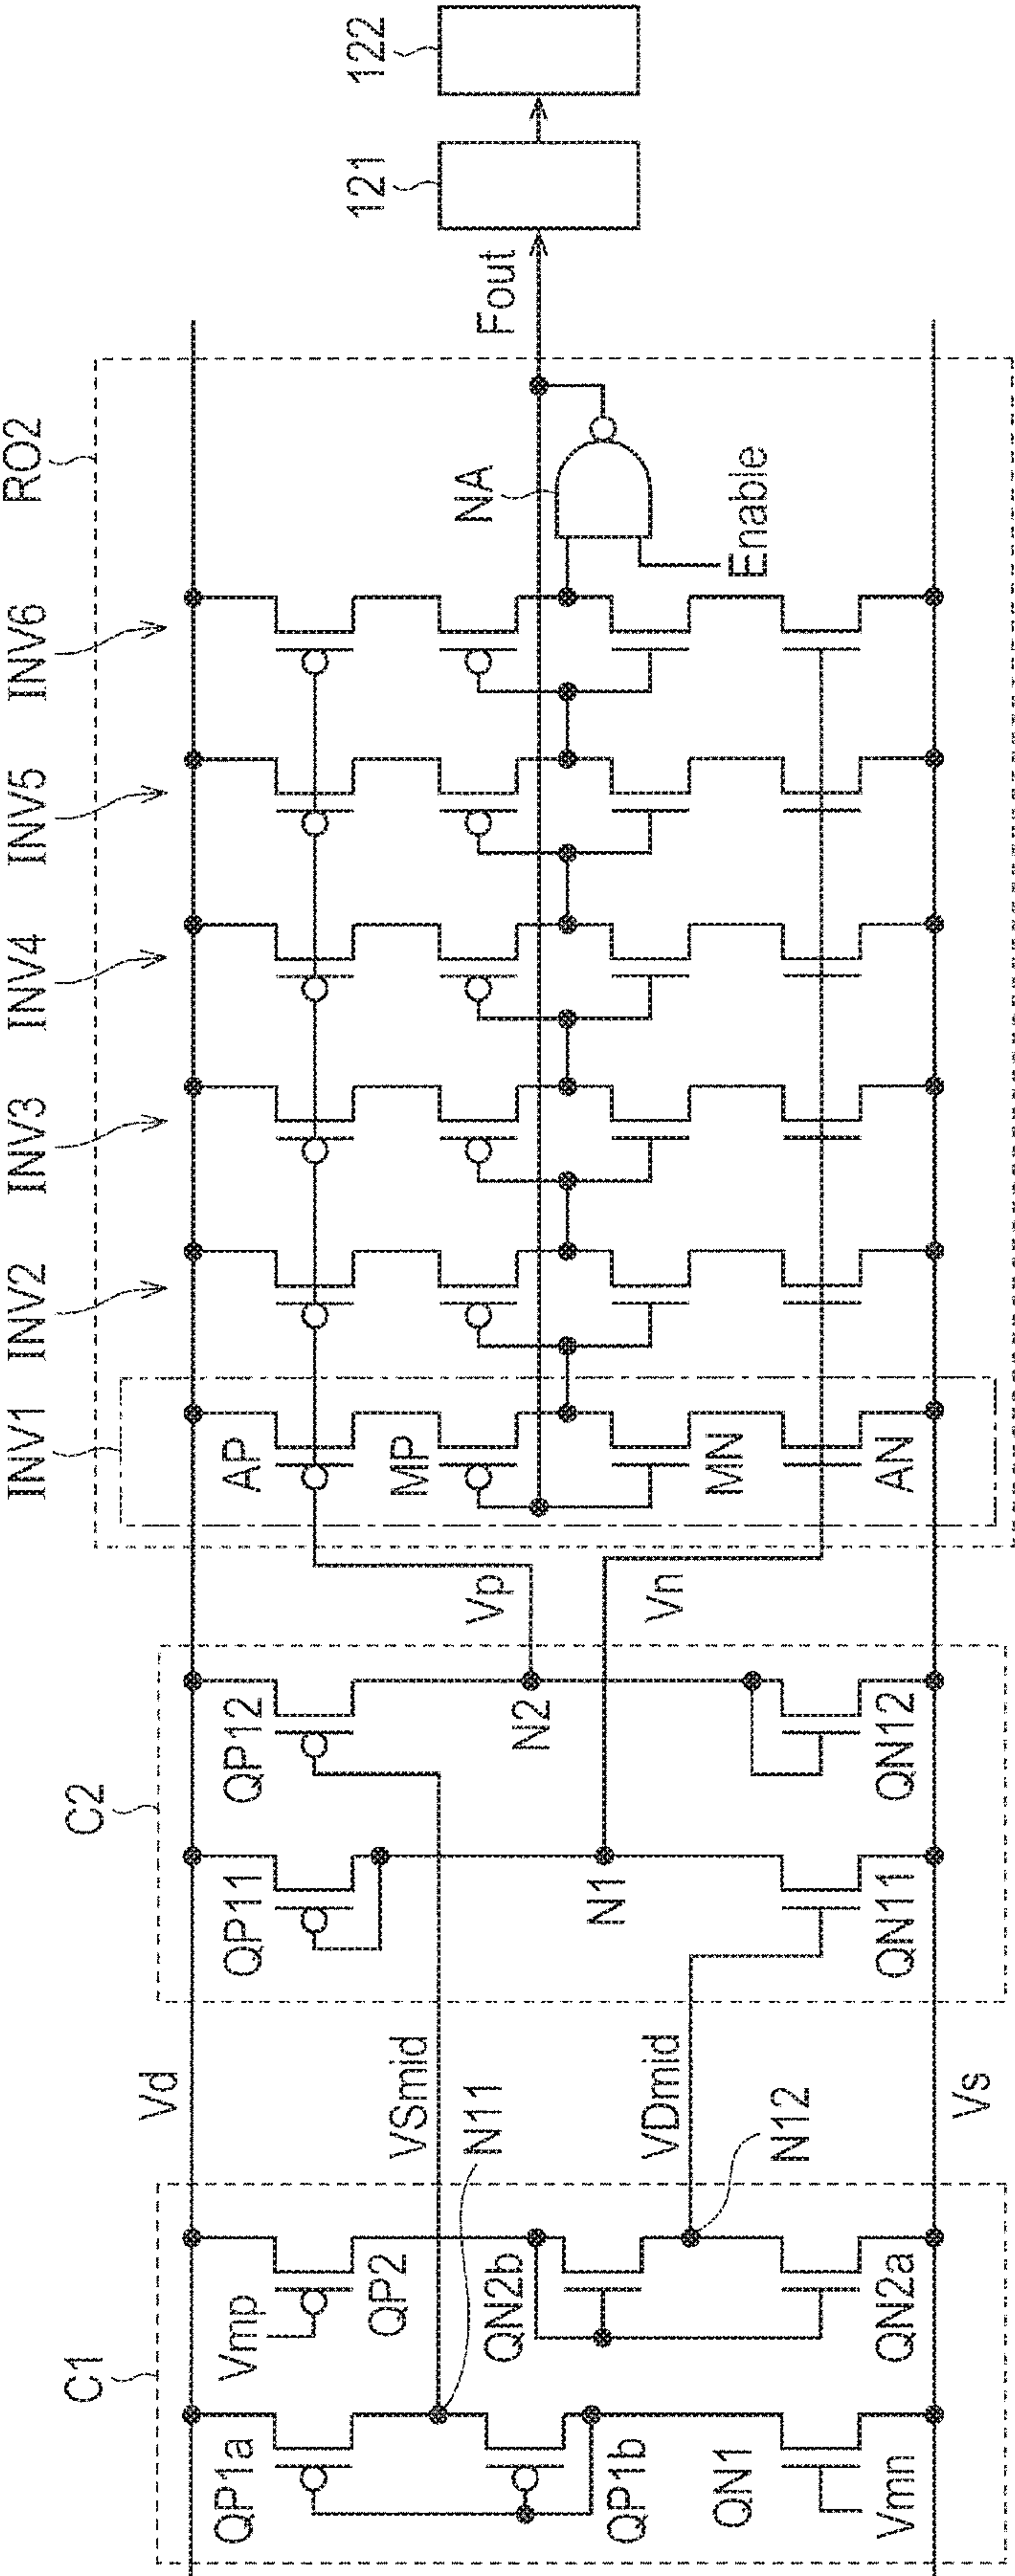 C1
C2
INV1
INV2
INV3
INV4
INV5
INV6
RO2
Vd
QP1a
Vmp
QP2
QP11
QP12
AP
VSmid
N11
Vp
MP
NA
Fout
121
122
QN2b
N1
N2
QP1b
VDmid
N12
Vn
MN
Enable
QN1
Vmn
QN2a
QN11
QN12
AN
Vs